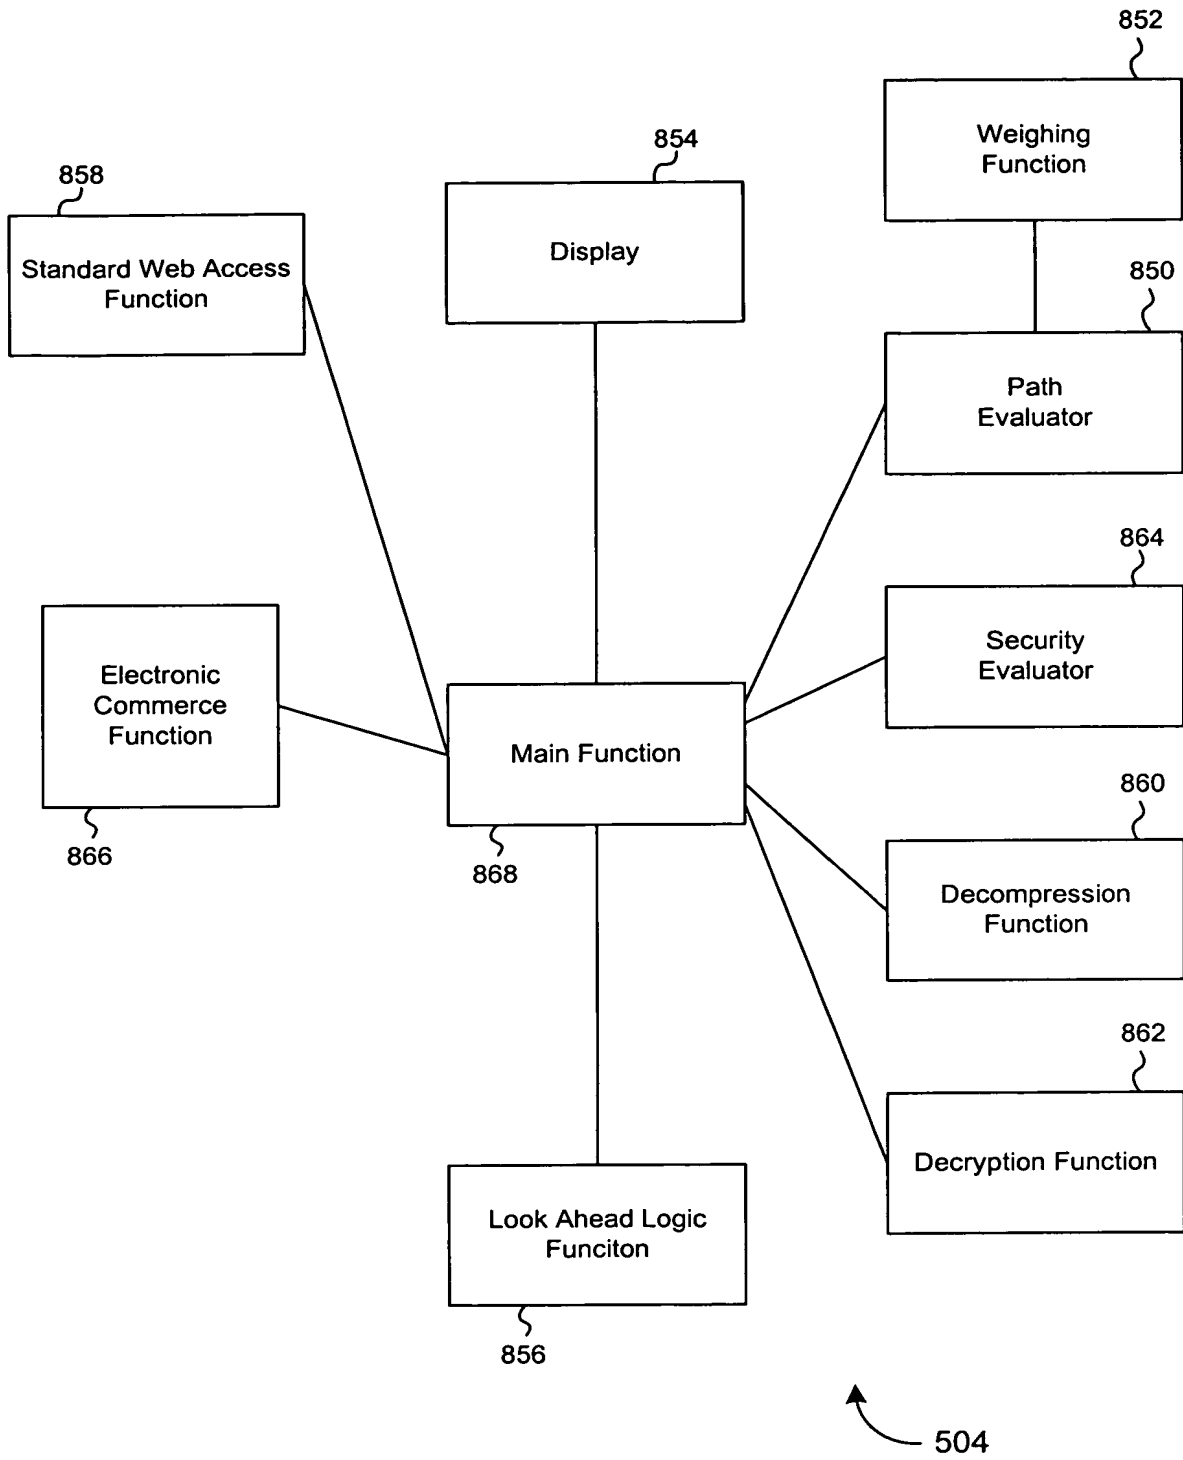 852
Weighing
Function
854
858
Display
Standard Web Access
Function
850
Path
Evaluator
864
Security
Evaluator
Electronic
Commerce
Function
Main Function
860
866
868
Decompression
Function
862
Decryption Function
Look Ahead Logic
Funciton
856
504